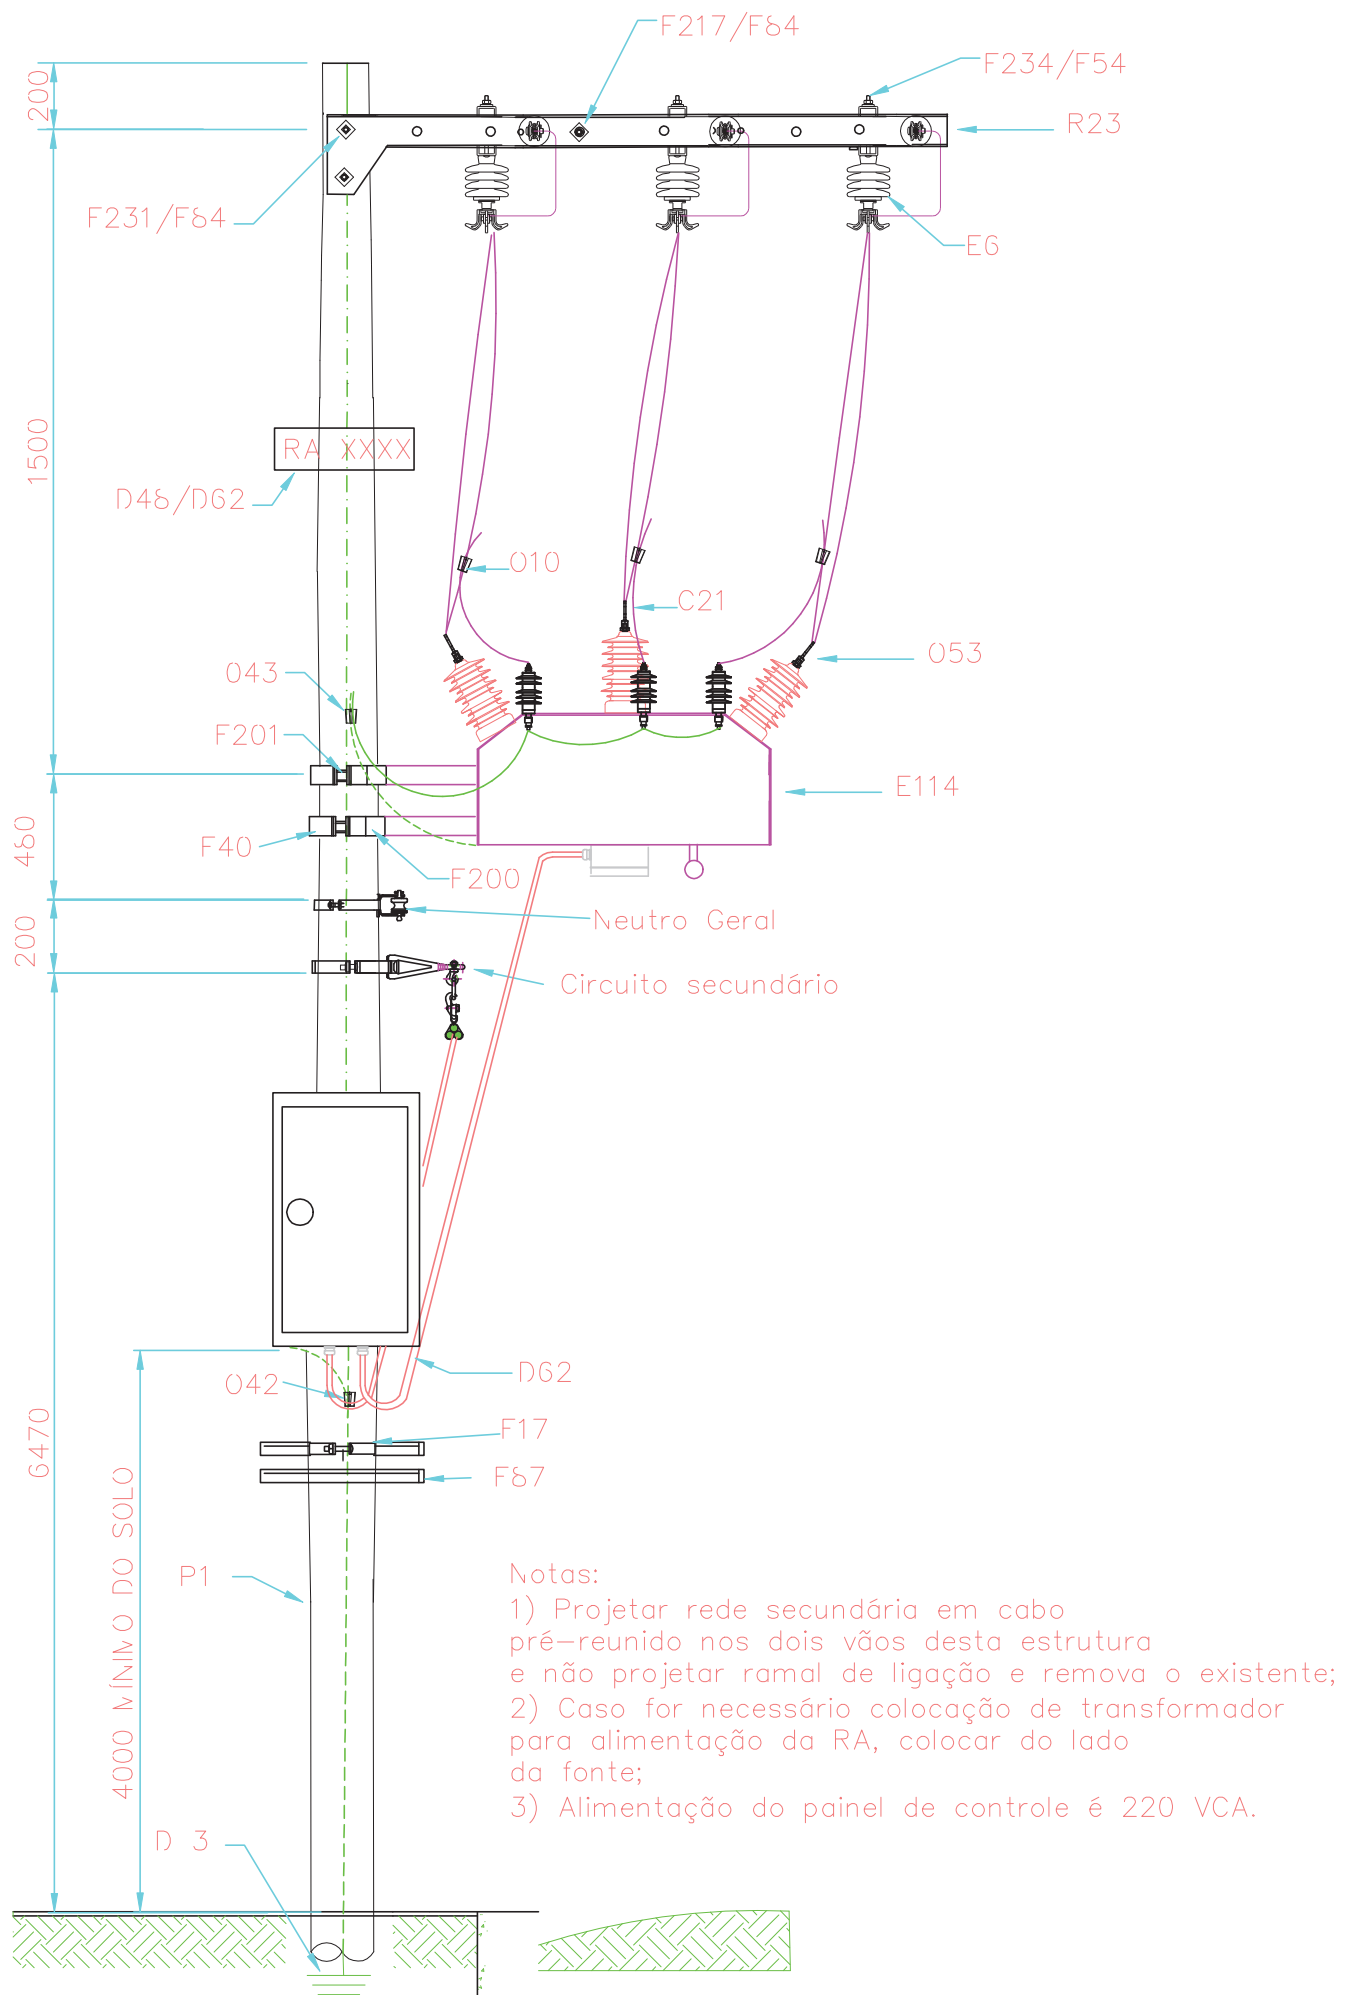 F217/F84
F234/F54
200
R23
F231/F84
E6
1500
RA XXXX
D48/D62
O10
C21
O53
O43
F201
E114
480
F40
F200
Neutro Geral
200
Circuito secundário
D62
O42
F17
6470
F87
4000 MÍNIMO DO SOLO
P1
Notas:
1) Projetar rede secundária em cabo
pré-reunido nos dois vãos desta estrutura
e não projetar ramal de ligação e remova o existente;
2) Caso for necessário colocação de transformador
para alimentação da RA, colocar do lado
da fonte;
3) Alimentação do painel de controle é 220 VCA.
D 3